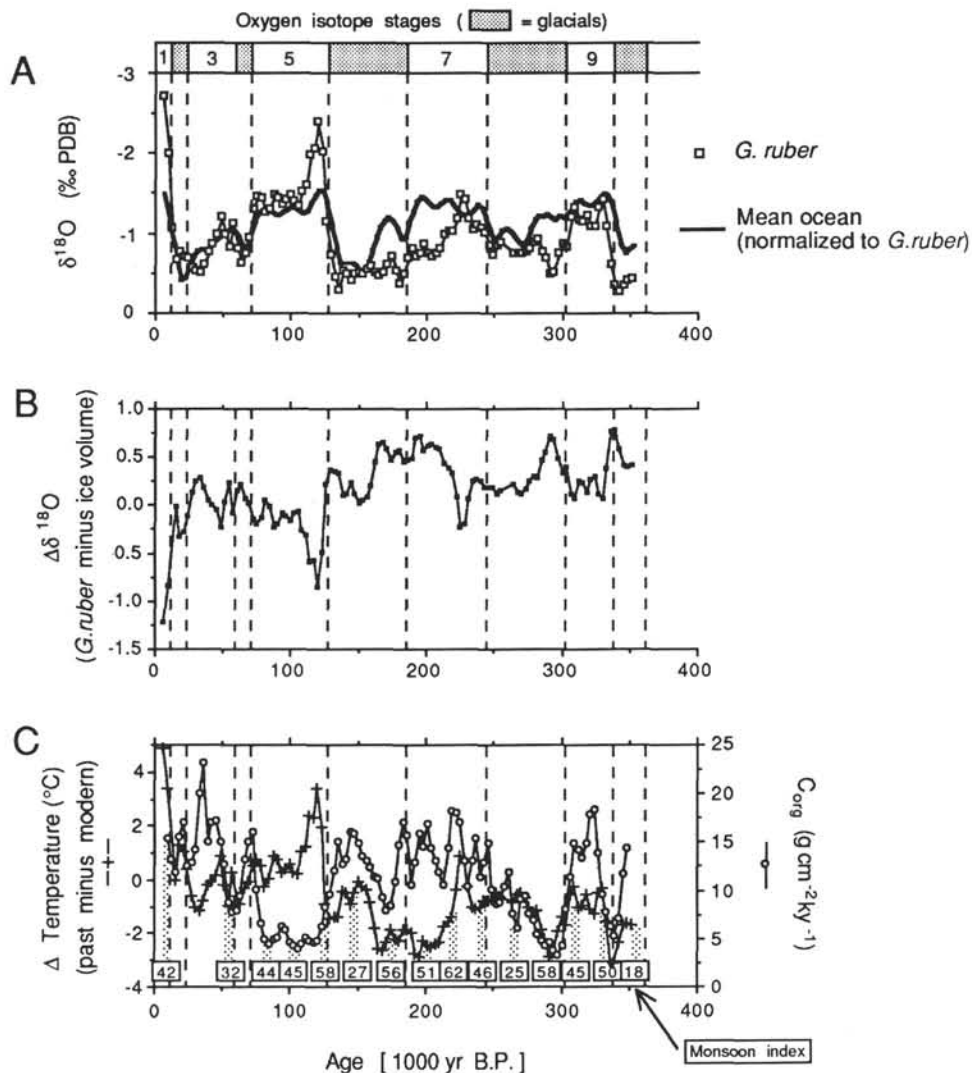 Oxygen isotope stages ( = glacials)
1 3 5 7 9
A
-3
-2
-1
0
δ18O (‰ PDB)
G. ruber
Mean ocean
(normalized to G.ruber)
0 100 200 300 400
B
1.0
0.5
0.0
-0.5
-1.0
-1.5
Δδ 18O
(G.ruber minus ice volume)
0 100 200 300 400
C
4
2
0
-2
-4
Δ Temperature (°C)
(past minus modern)
25
20
15
10
5
0
Corg (g cm-2ky-1)
42 32 44 45 58 27 56 51 62 46 25 58 45 50 18
0 100 200 300 400
Age [ 1000 yr B.P. ]
Monsoon index